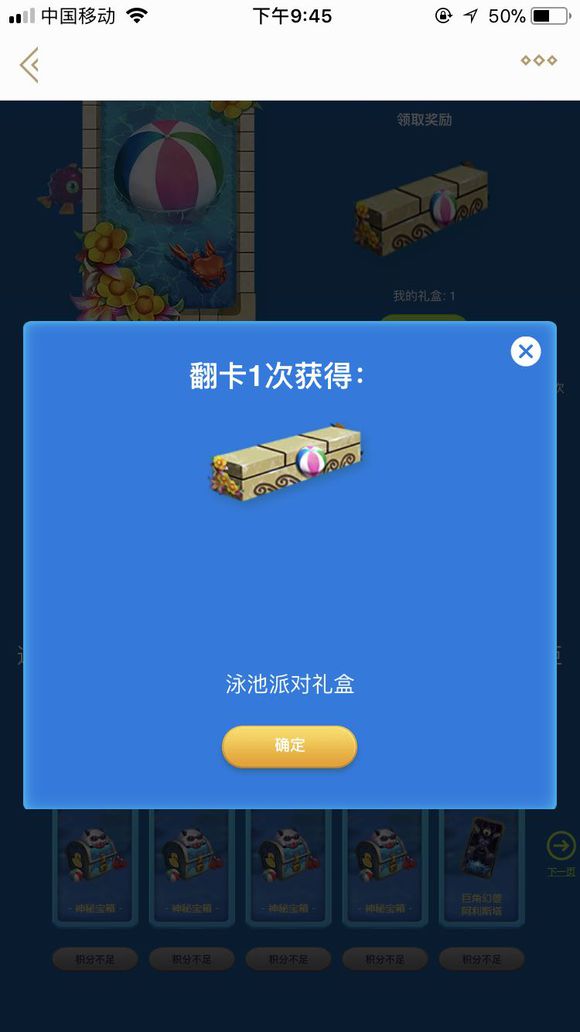 中国移动
下午9:45
50%
领取奖励
我的礼盒: 1
次
翻卡1次获得:
泳池派对礼盒
确定
- 神秘宝箱 -
- 神秘宝箱 -
- 神秘宝箱 -
- 神秘宝箱 -
巨角幻兽
阿利斯塔
下一页
积分不足
积分不足
积分不足
积分不足
积分不足